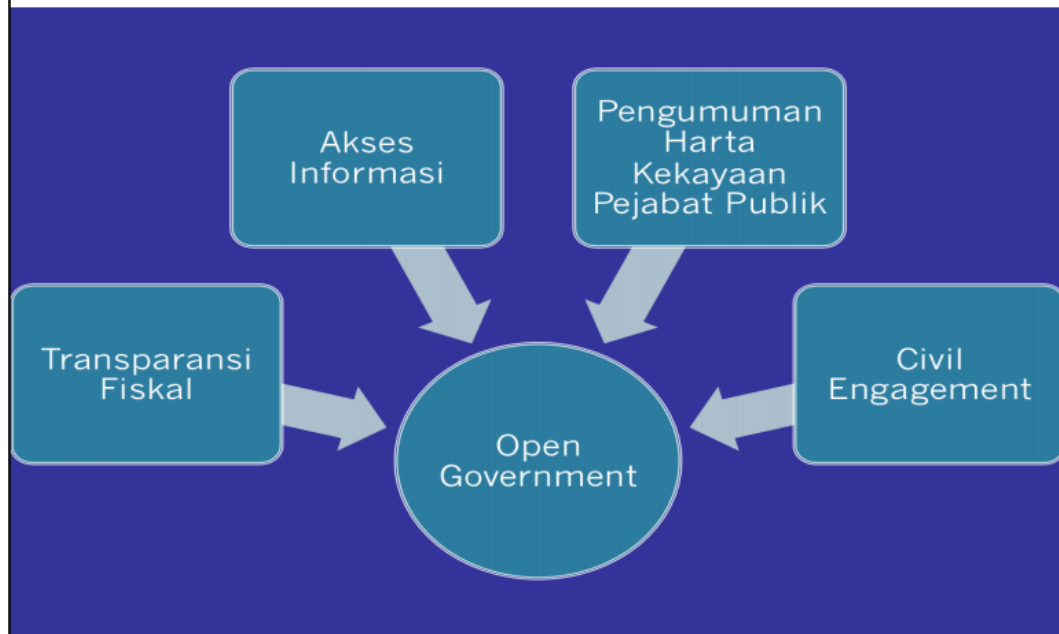 Akses
Informasi
Pengumuman
Harta
Kekayaan
Pejabat Publik
Transparansi
Fiskal
Civil
Engagement
Open
Government